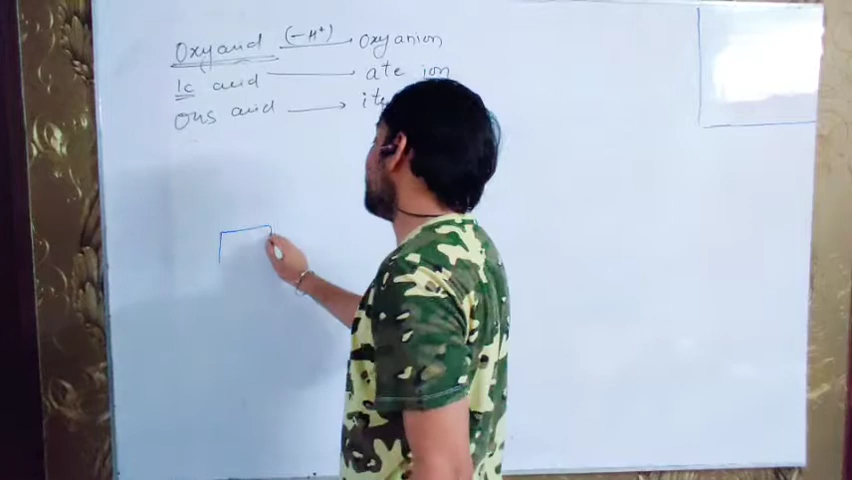 Oxyacid (-H⁺) Oxyanion
Ic acid ate ion
Ous acid